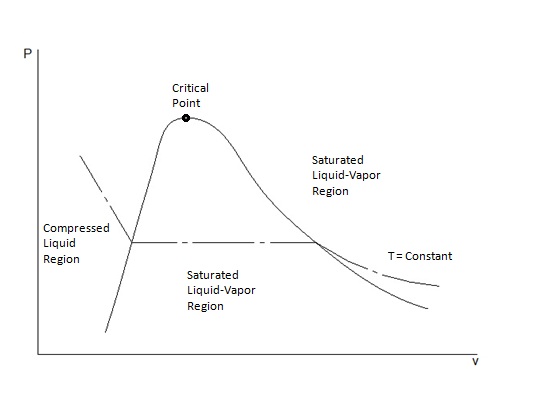 P
Critical
Point
Saturated
Liquid-Vapor
Region
Compressed
Liquid
Region
T = Constant
Saturated
Liquid-Vapor
Region
v